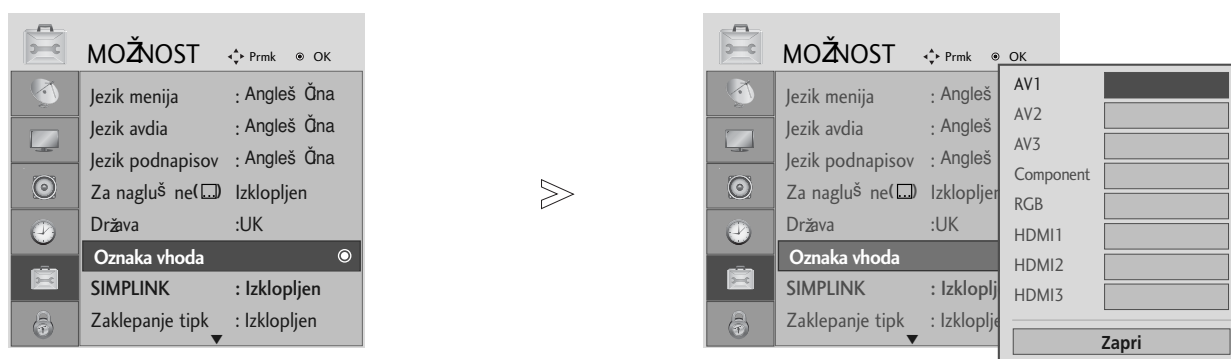 MOŽNOST Prmk OK
Jezik menija : Angleš Čna
Jezik avdia : Angleš Čna
Jezik podnapisov : Angleš Čna
Za nagluš ne( ) Izklopljen
Država :UK
Oznaka vhoda
SIMPLINK : Izklopljen
Zaklepanje tipk : Izklopljen
MOŽNOST Prmk OK
Jezik menija : Angleš
Jezik avdia : Angleš
Jezik podnapisov : Angleš
Za nagluš ne( ) Izklopljen
Država :UK
Oznaka vhoda
SIMPLINK : Izkloplj
Zaklepanje tipk : Izklople
AV1
AV2
AV3
Component
RGB
HDMI1
HDMI2
HDMI3
Zapri